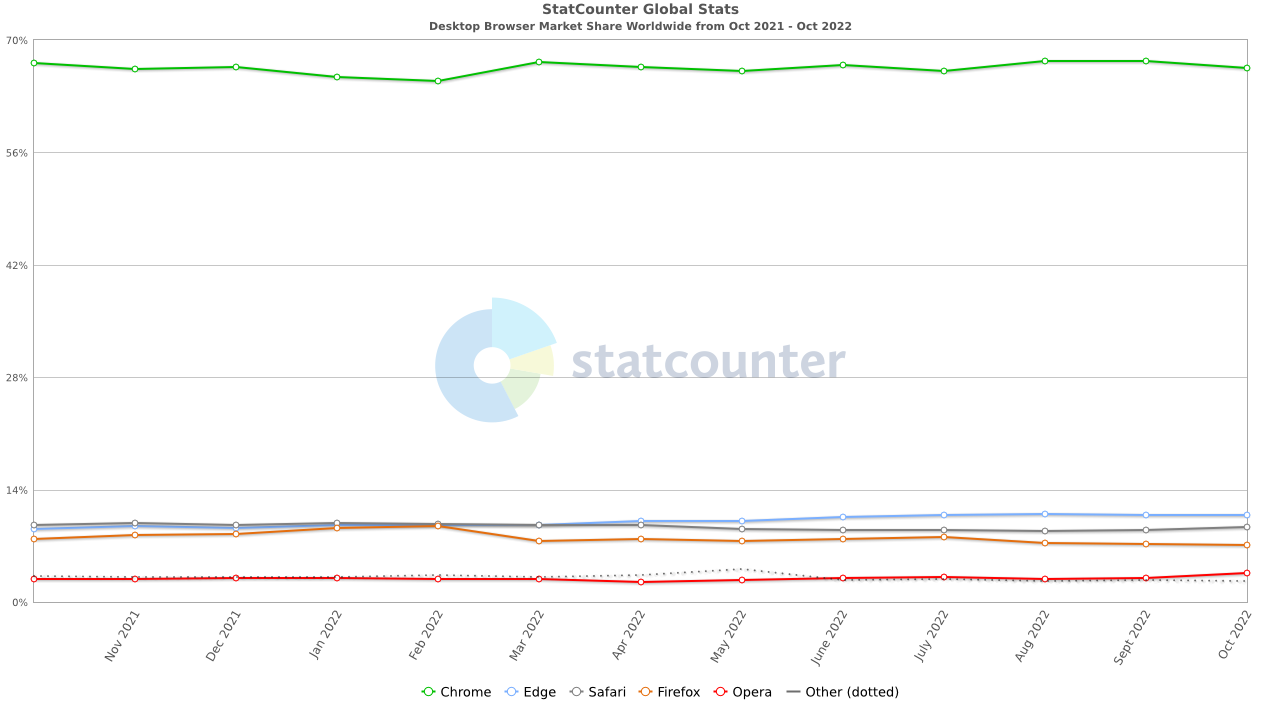 StatCounter Global Stats
Desktop Browser Market Share Worldwide from Oct 2021 - Oct 2022
70%
56%
42%
28%
14%
0%
statcounter
Nov 2021
Dec 2021
Jan 2022
Feb 2022
Mar 2022
Apr 2022
May 2022
June 2022
July 2022
Aug 2022
Sept 2022
Oct 2022
Chrome Edge Safari Firefox Opera Other (dotted)